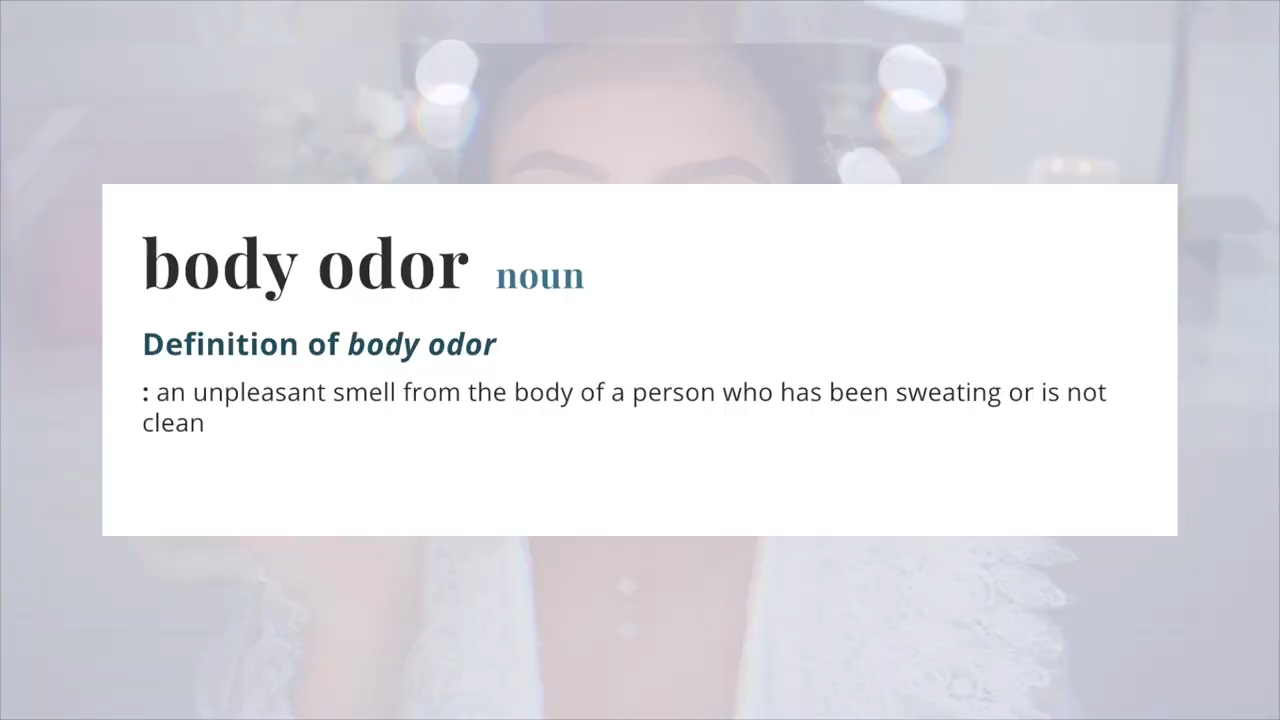 body odor noun
Definition of body odor
: an unpleasant smell from the body of a person who has been sweating or is not
clean